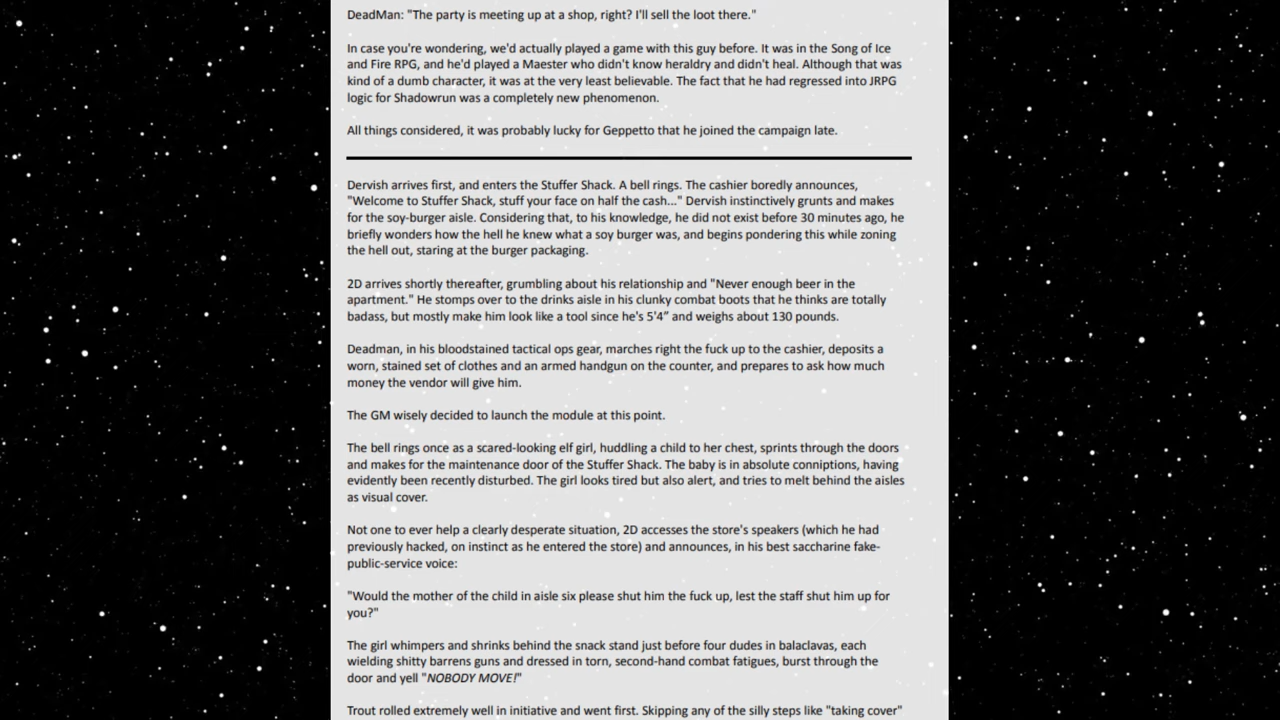 DeadMan: "The party is meeting up at a shop, right? I'll sell the loot there."
In case you're wondering, we'd actually played a game with this guy before. It was in the Song of Ice
and Fire RPG, and he'd played a Maester who didn't know heraldry and didn't heal. Although that was
kind of a dumb character, it was at the very least believable. The fact that he had regressed into JRPG
logic for Shadowrun was a completely new phenomenon.
All things considered, it was probably lucky for Geppetto that he joined the campaign late.
Dervish arrives first, and enters the Stuffer Shack. A bell rings. The cashier boredly announces,
"Welcome to Stuffer Shack, stuff your face on half the cash..." Dervish instinctively grunts and makes
for the soy-burger aisle. Considering that, to his knowledge, he did not exist before 30 minutes ago, he
briefly wonders how the hell he knew what a soy burger was, and begins pondering this while zoning
the hell out, staring at the burger packaging.
2D arrives shortly thereafter, grumbling about his relationship and "Never enough beer in the
apartment." He stomps over to the drinks aisle in his clunky combat boots that he thinks are totally
badass, but mostly make him look like a tool since he's 5'4” and weighs about 130 pounds.
Deadman, in his bloodstained tactical ops gear, marches right the fuck up to the cashier, deposits a
worn, stained set of clothes and an armed handgun on the counter, and prepares to ask how much
money the vendor will give him.
The GM wisely decided to launch the module at this point.
The bell rings once as a scared-looking elf girl, huddling a child to her chest, sprints through the doors
and makes for the maintenance door of the Stuffer Shack. The baby is in absolute conniptions, having
evidently been recently disturbed. The girl looks tired but also alert, and tries to melt behind the aisles
as visual cover.
Not one to ever help a clearly desperate situation, 2D accesses the store's speakers (which he had
previously hacked, on instinct as he entered the store) and announces, in his best saccharine fake-
public-service voice:
"Would the mother of the child in aisle six please shut him the fuck up, lest the staff shut him up for
you?"
The girl whimpers and shrinks behind the snack stand just before four dudes in balaclavas, each
wielding shitty barrens guns and dressed in torn, second-hand combat fatigues, burst through the
door and yell "NOBODY MOVE!"
Trout rolled extremely well in initiative and went first. Skipping any of the silly steps like "taking cover"